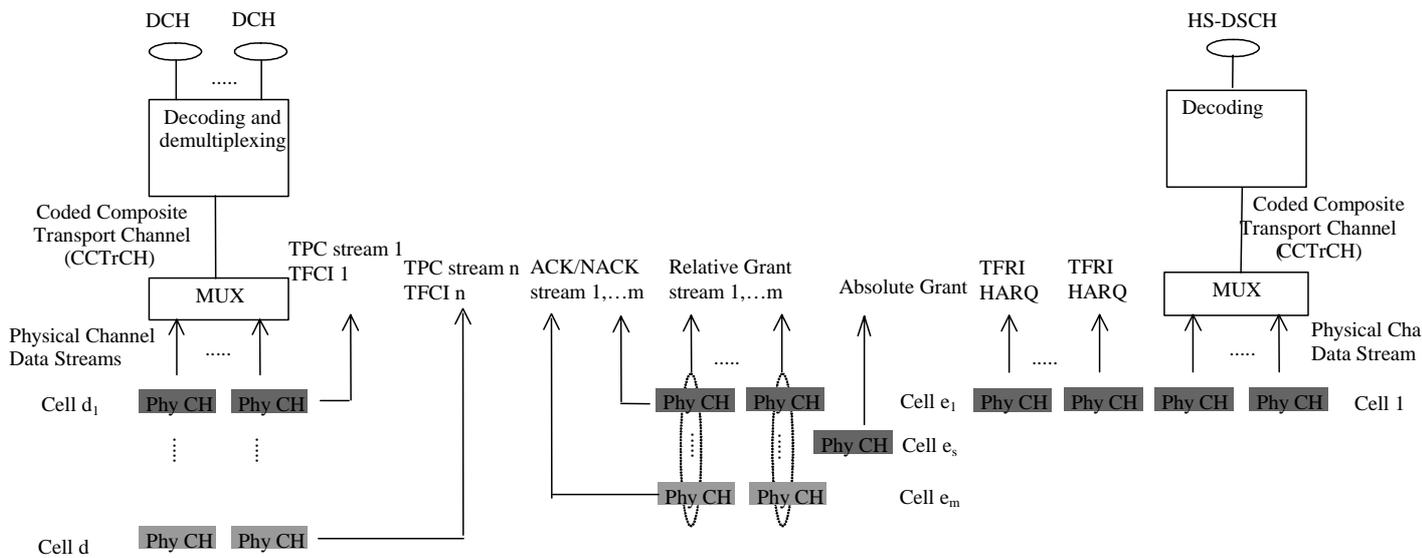 DCH DCH HS-DSCH
.....
Decoding and
demultiplexing
Decoding
Coded Composite
Transport Channel
(CCTrCH)
Coded Composite
Transport Channel
(CCTrCH)
TPC stream 1
TFCI 1
TPC stream n
TFCI n
ACK/NACK
stream 1,…m
Relative Grant
stream 1,…m
Absolute Grant
TFRI
HARQ
TFRI
HARQ
MUX
MUX
Physical Channel
Data Streams
.....
.....
.....
.....
Physical Cha
Data Stream
Cell d1 Phy CH Phy CH
Phy CH Phy CH Cell e1
Phy CH Phy CH Phy CH Phy CH Cell 1
Phy CH Cell es
Phy CH Phy CH Cell em
Cell d Phy CH Phy CH